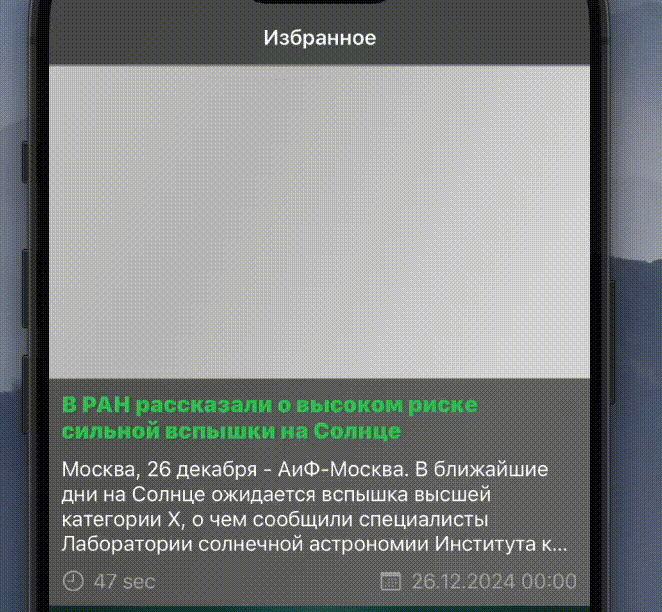 Избранное
В РАН рассказали о высоком риске
сильной вспышки на Солнце
Москва, 26 декабря - АиФ-Москва. В ближайшие
дни на Солнце ожидается вспышка высшей
категории X, о чем сообщили специалисты
Лаборатории солнечной астрономии Института к...
47 sec
26.12.2024 00:00